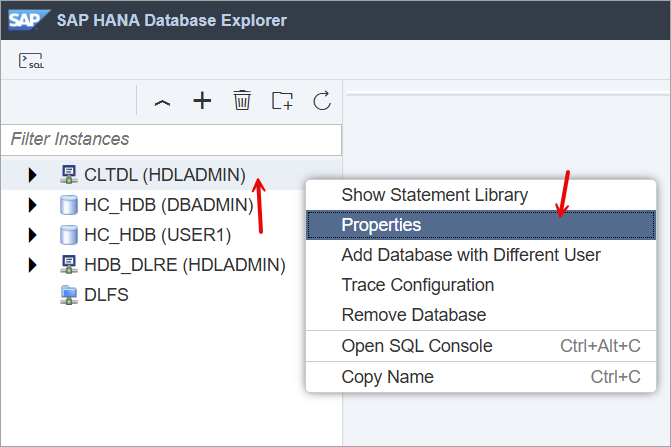 SAP SAP HANA Database Explorer
SQL
Filter Instances
CLTDL (HDLADMIN)
HC_HDB (DBADMIN)
HC_HDB (USER1)
HDB_DLRE (HDLADMIN)
DLFS
Show Statement Library
Properties
Add Database with Different User
Trace Configuration
Remove Database
Open SQL Console Ctrl+Alt+C
Copy Name Ctrl+C